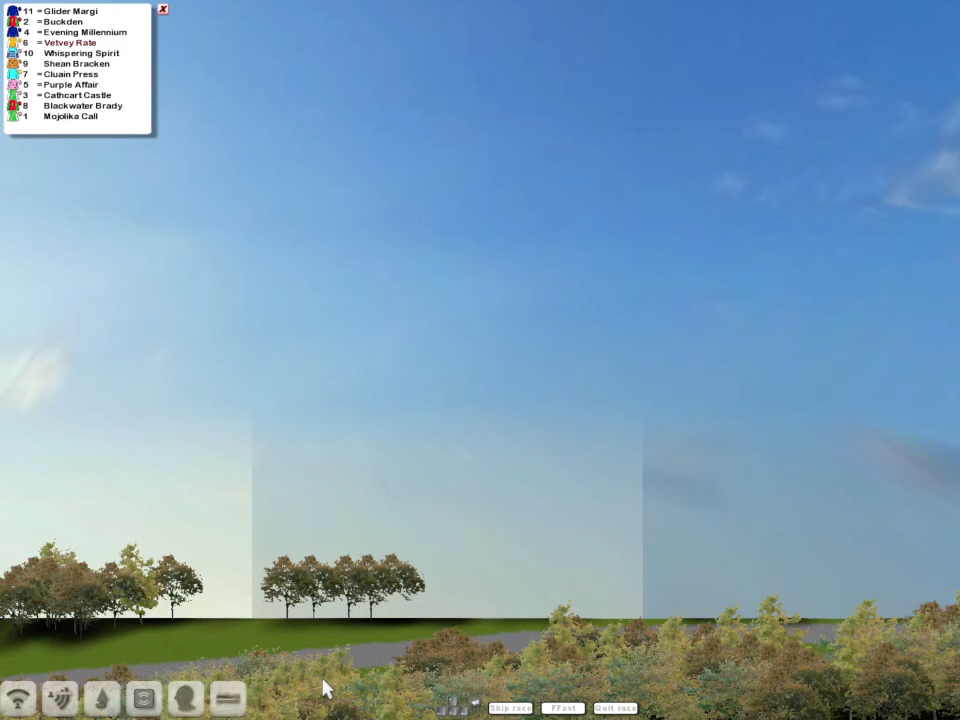 11 = Glider Margi
2 = Buckden
4 = Evening Millennium
6 = Vetvey Rate
10 Whispering Spirit
9 Shean Bracken
7 = Cluain Press
5 = Purple Affair
3 = Cathcart Castle
8 Blackwater Brady
1 Mojolika Call
X
Skip race FFast Quit race